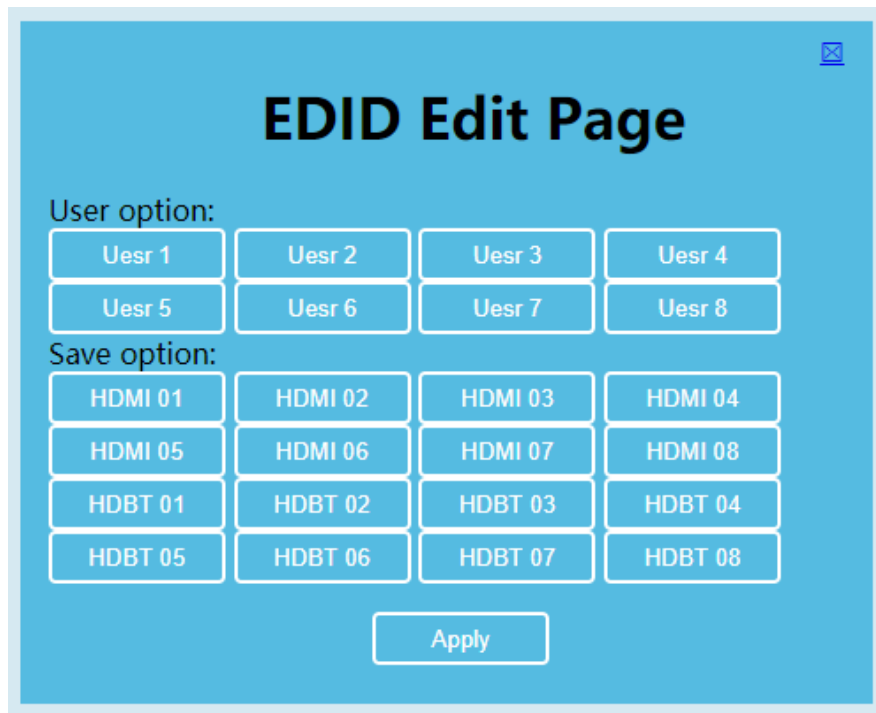 EDID Edit Page
User option:
Uesr 1 Uesr 2 Uesr 3 Uesr 4
Uesr 5 Uesr 6 Uesr 7 Uesr 8
Save option:
HDMI 01 HDMI 02 HDMI 03 HDMI 04
HDMI 05 HDMI 06 HDMI 07 HDMI 08
HDBT 01 HDBT 02 HDBT 03 HDBT 04
HDBT 05 HDBT 06 HDBT 07 HDBT 08
Apply